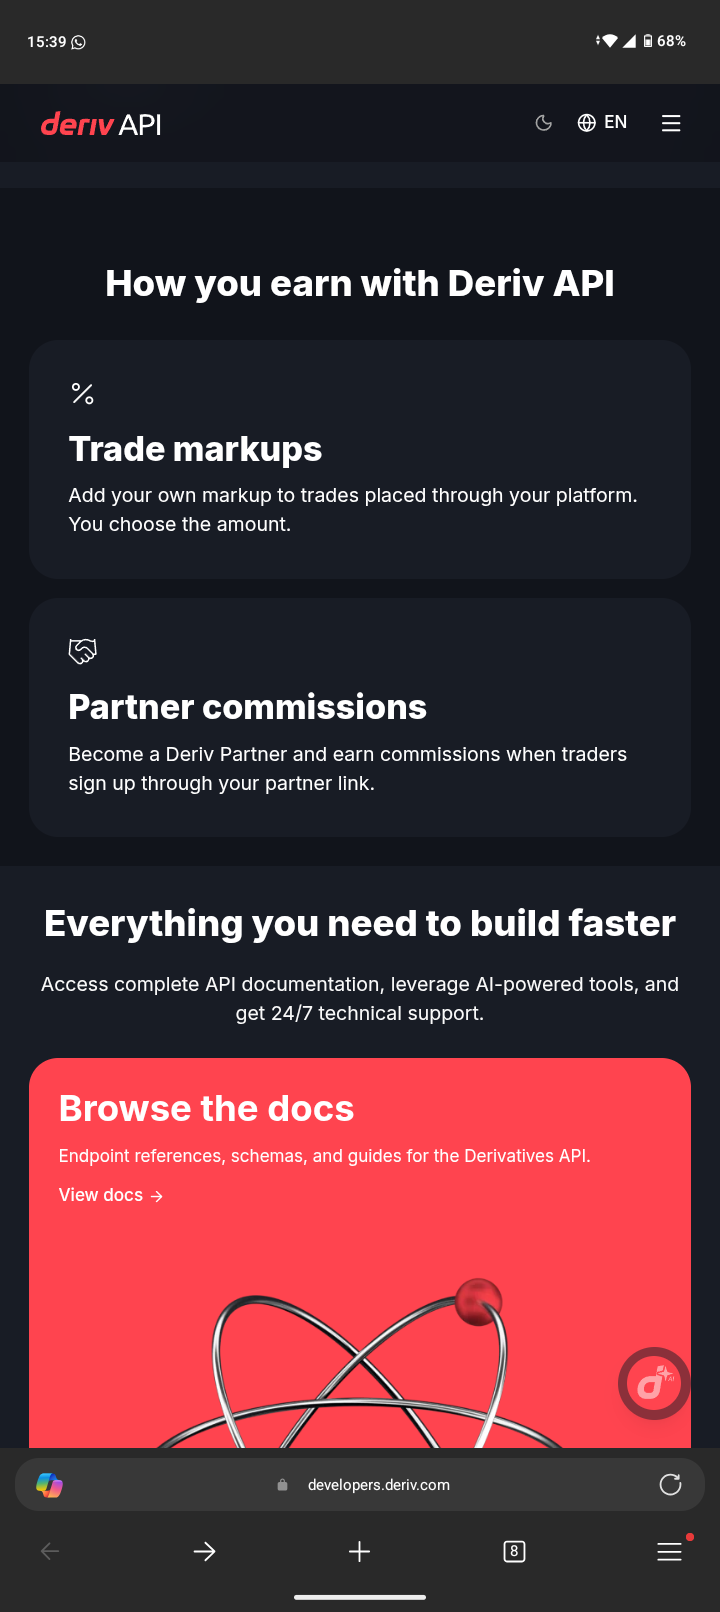 15:39
68%
deriv API
EN
How you earn with Deriv API
Trade markups
Add your own markup to trades placed through your platform.
You choose the amount.
Partner commissions
Become a Deriv Partner and earn commissions when traders
sign up through your partner link.
Everything you need to build faster
Access complete API documentation, leverage AI-powered tools, and
get 24/7 technical support.
Browse the docs
Endpoint references, schemas, and guides for the Derivatives API.
View docs →
d AI
developers.deriv.com
8